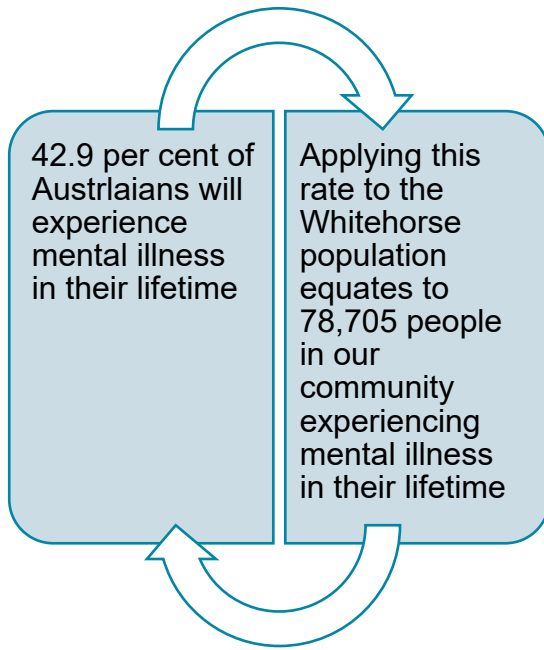 42.9 per cent of
Austrlaians will
experience
mental illness
in their lifetime
Applying this
rate to the
Whitehorse
population
equates to
78,705 people
in our
community
experiencing
mental illness
in their lifetime